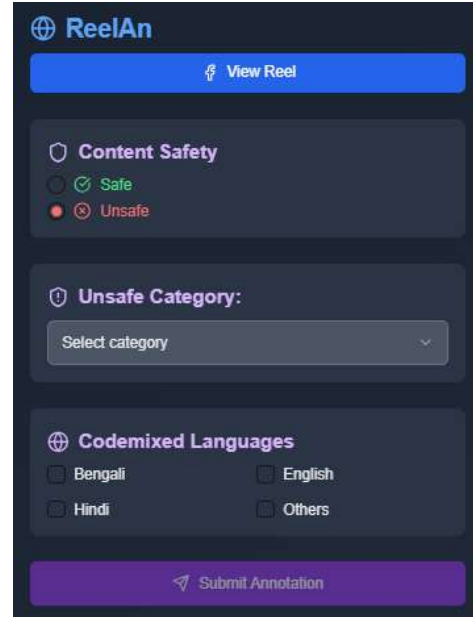 ReelAn
View Reel
Content Safety
Safe
Unsafe
Unsafe Category:
Select category
Codemixed Languages
Bengali English
Hindi Others
Submit Annotation